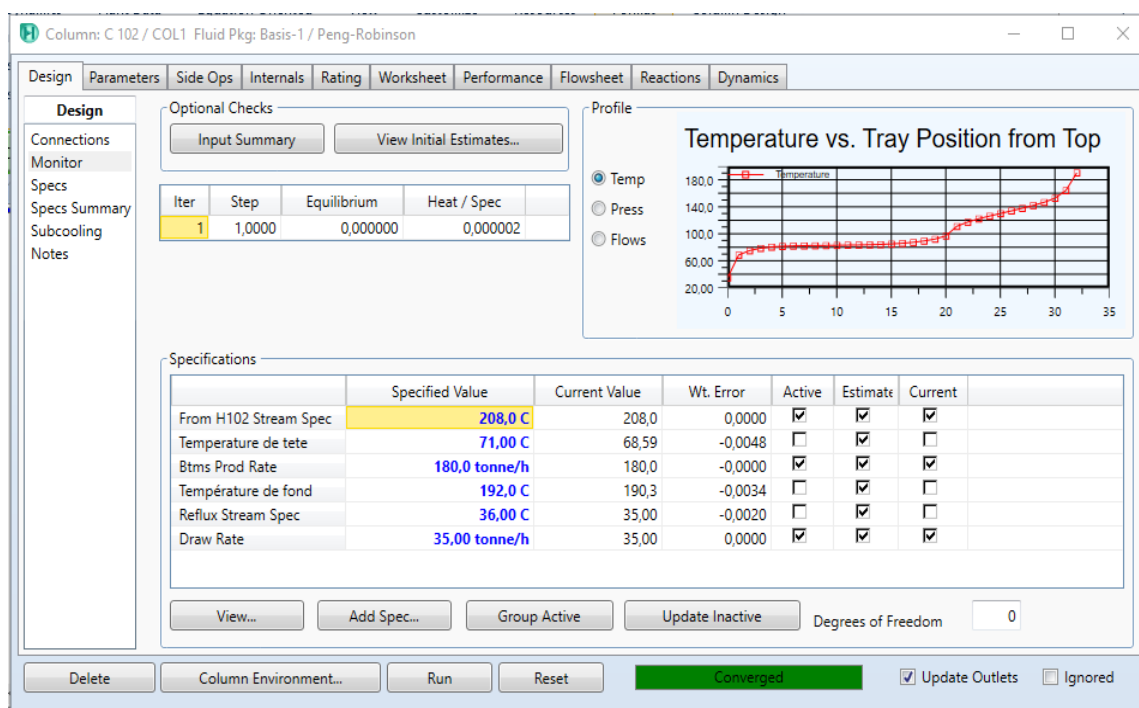 Column: C 102 / COL1 Fluid Pkg: Basis-1 / Peng-Robinson
Design Parameters Side Ops Internals Rating Worksheet Performance Flowsheet Reactions Dynamics
Design
Connections
Monitor
Specs
Specs Summary
Subcooling
Notes
Optional Checks
Input Summary View Initial Estimates...
Iter Step Equilibrium Heat / Spec
1 1,0000 0,000000 0,000002
Profile
Temp
Press
Flows
Temperature vs. Tray Position from Top
Temperature
180,0
140,0
100,0
60,00
20,00
0 5 10 15 20 25 30 35
Specifications
Specified Value Current Value Wt. Error Active Estimate Current
From H102 Stream Spec 208,0 C 208,0 0,0000
Temperature de tete 71,00 C 68,59 -0,0048
Btms Prod Rate 180,0 tonne/h 180,0 -0,0000
Température de fond 192,0 C 190,3 -0,0034
Reflux Stream Spec 36,00 C 35,00 -0,0020
Draw Rate 35,00 tonne/h 35,00 0,0000
View... Add Spec... Group Active Update Inactive Degrees of Freedom 0
Delete Column Environment... Run Reset Converged Update Outlets Ignored